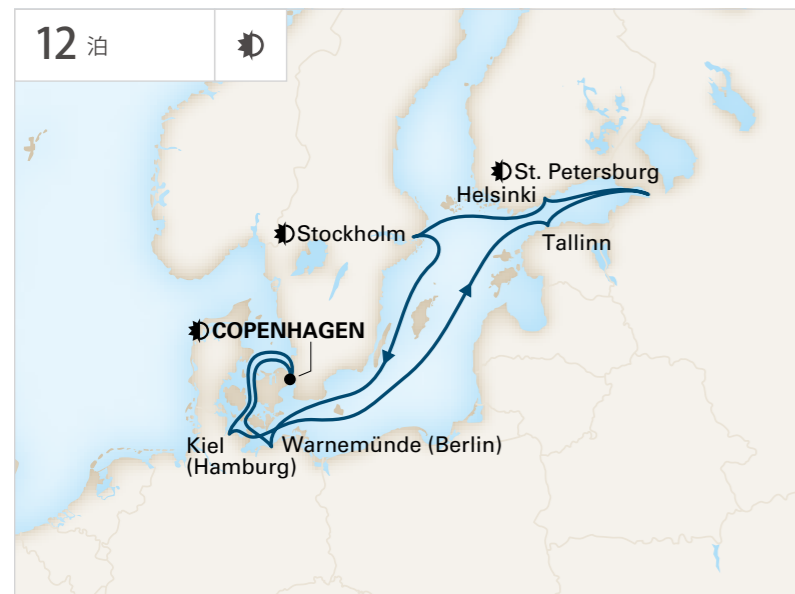 12 泊
St. Petersburg
Helsinki
Stockholm
Tallinn
COPENHAGEN
Kiel
(Hamburg)
Warnemünde (Berlin)